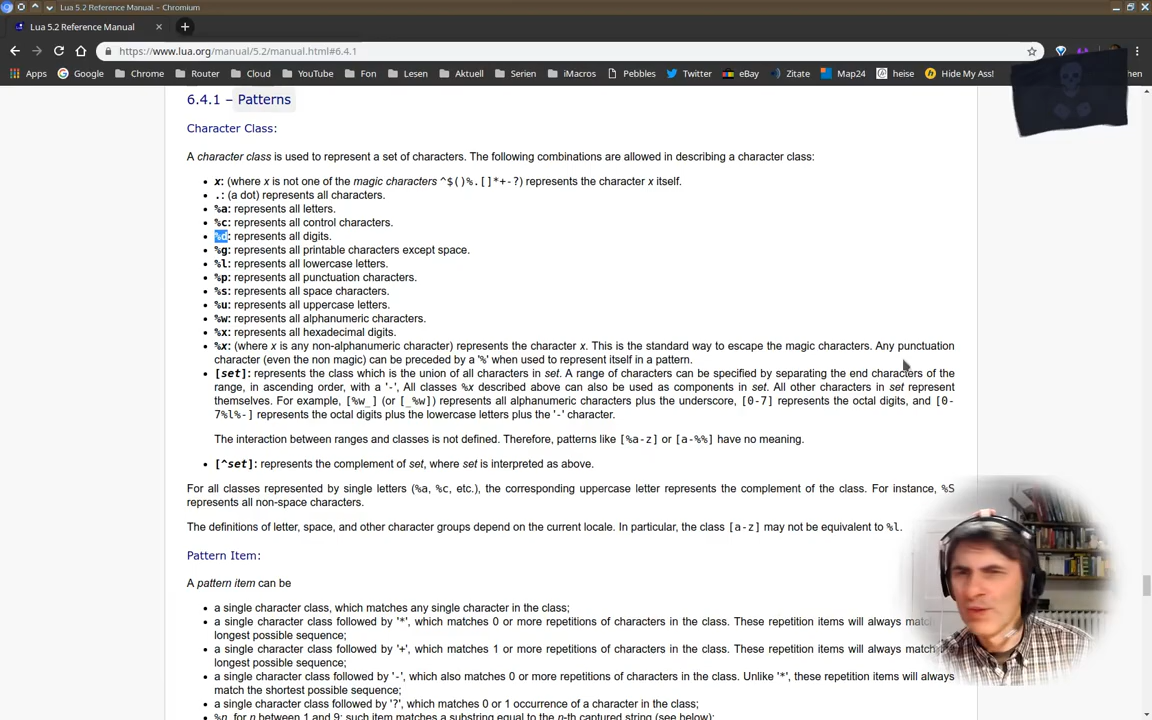 Lua 5.2 Reference Manual - Chromium
Lua 5.2 Reference Manual
https://www.lua.org/manual/5.2/manual.html#6.4.1
Apps Google Chrome Router Cloud YouTube Fon Lesen Aktuell Serien iMacros Pebbles Twitter eBay Zitate Map24 heise Hide My Ass!
6.4.1 – Patterns
Character Class:
A character class is used to represent a set of characters. The following combinations are allowed in describing a character class:
• x: (where x is not one of the magic characters ^$()%.[]*+-?) represents the character x itself.
• .: (a dot) represents all characters.
• %a: represents all letters.
• %c: represents all control characters.
• %d: represents all digits.
• %g: represents all printable characters except space.
• %l: represents all lowercase letters.
• %p: represents all punctuation characters.
• %s: represents all space characters.
• %u: represents all uppercase letters.
• %w: represents all alphanumeric characters.
• %x: represents all hexadecimal digits.
• %x: (where x is any non-alphanumeric character) represents the character x. This is the standard way to escape the magic characters. Any punctuation
character (even the non magic) can be preceded by a '%' when used to represent itself in a pattern.
• [set]: represents the class which is the union of all characters in set. A range of characters can be specified by separating the end characters of the
range, in ascending order, with a '-', All classes %x described above can also be used as components in set. All other characters in set represent
themselves. For example, [%w_] (or [_%w]) represents all alphanumeric characters plus the underscore, [0-7] represents the octal digits, and [0-
7%l%-] represents the octal digits plus the lowercase letters plus the '-' character.
The interaction between ranges and classes is not defined. Therefore, patterns like [%a-z] or [a-%%] have no meaning.
• [^set]: represents the complement of set, where set is interpreted as above.
For all classes represented by single letters (%a, %c, etc.), the corresponding uppercase letter represents the complement of the class. For instance, %S
represents all non-space characters.
The definitions of letter, space, and other character groups depend on the current locale. In particular, the class [a-z] may not be equivalent to %l.
Pattern Item:
A pattern item can be
• a single character class, which matches any single character in the class;
• a single character class followed by '*', which matches 0 or more repetitions of characters in the class. These repetition items will always match
longest possible sequence;
• a single character class followed by '+', which matches 1 or more repetitions of characters in the class. These repetition items will always match
longest possible sequence;
• a single character class followed by '-', which also matches 0 or more repetitions of characters in the class. Unlike '*', these repetition items will always
match the shortest possible sequence;
• a single character class followed by '?', which matches 0 or 1 occurrence of a character in the class;
• %n, for n between 1 and 9; such item matches a substring equal to the n-th captured string (see below);